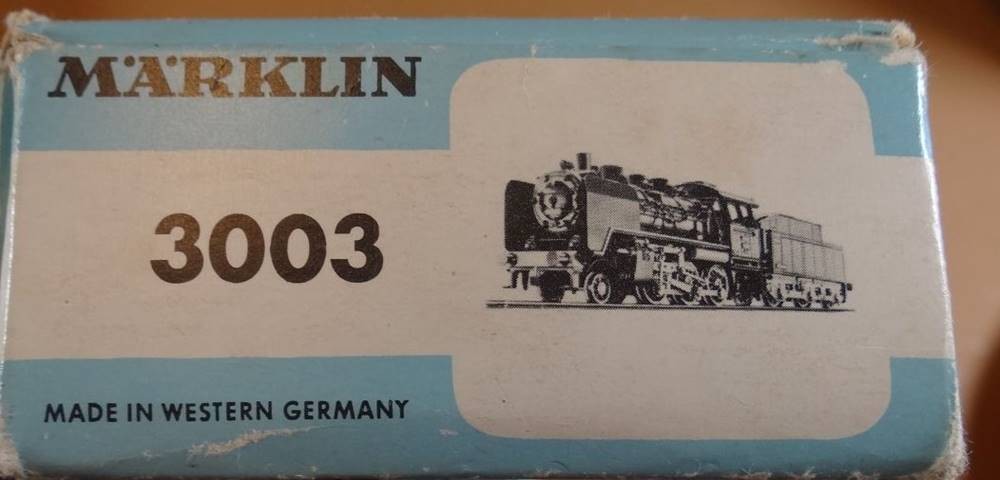 MÄRKLIN
3003
MADE IN WESTERN GERMANY